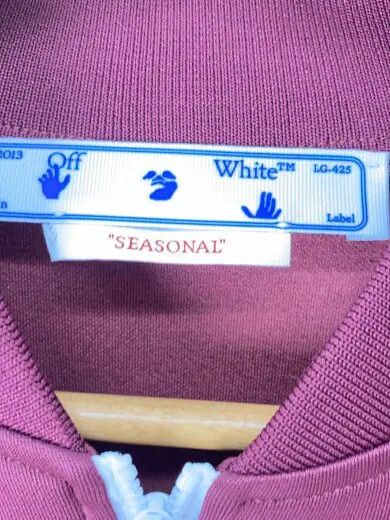 2013
Off
White™
LG-425
n
Label
"SEASONAL"